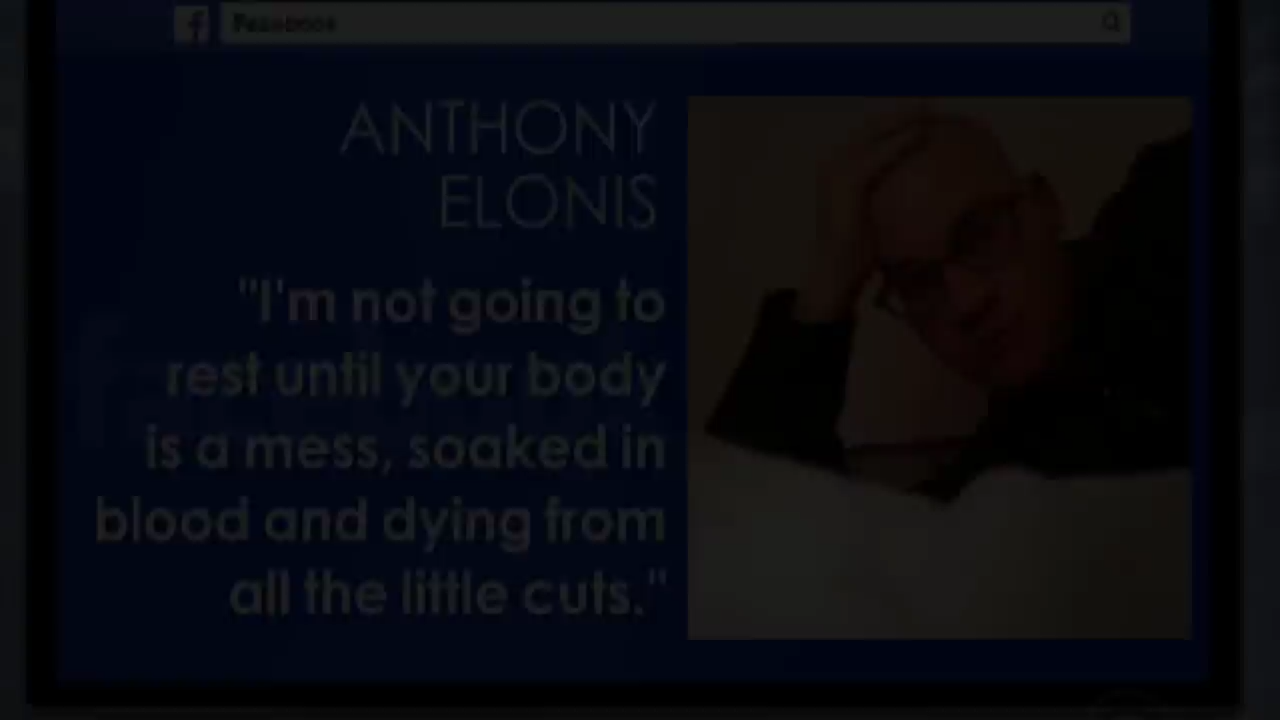 f Facebook
ANTHONY
ELONIS
"I'm not going to
rest until your body
is a mess, soaked in
blood and dying from
all the little cuts."